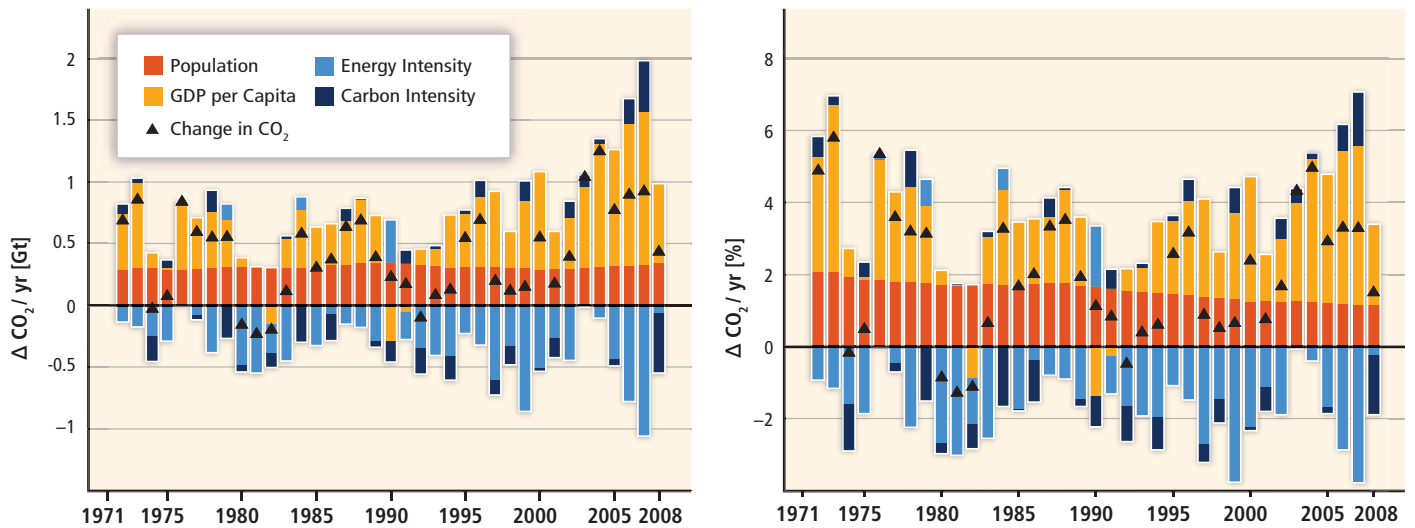 Δ CO2 / yr [Gt]
2
1.5
1
0.5
0
-0.5
–1
Population
Energy Intensity
GDP per Capita
Carbon Intensity
Change in CO2
1971 1975 1980 1985 1990 1995 2000 2005 2008
Δ CO2 / yr [%]
8
6
4
2
0
–2
1971 1975 1980 1985 1990 1995 2000 2005 2008